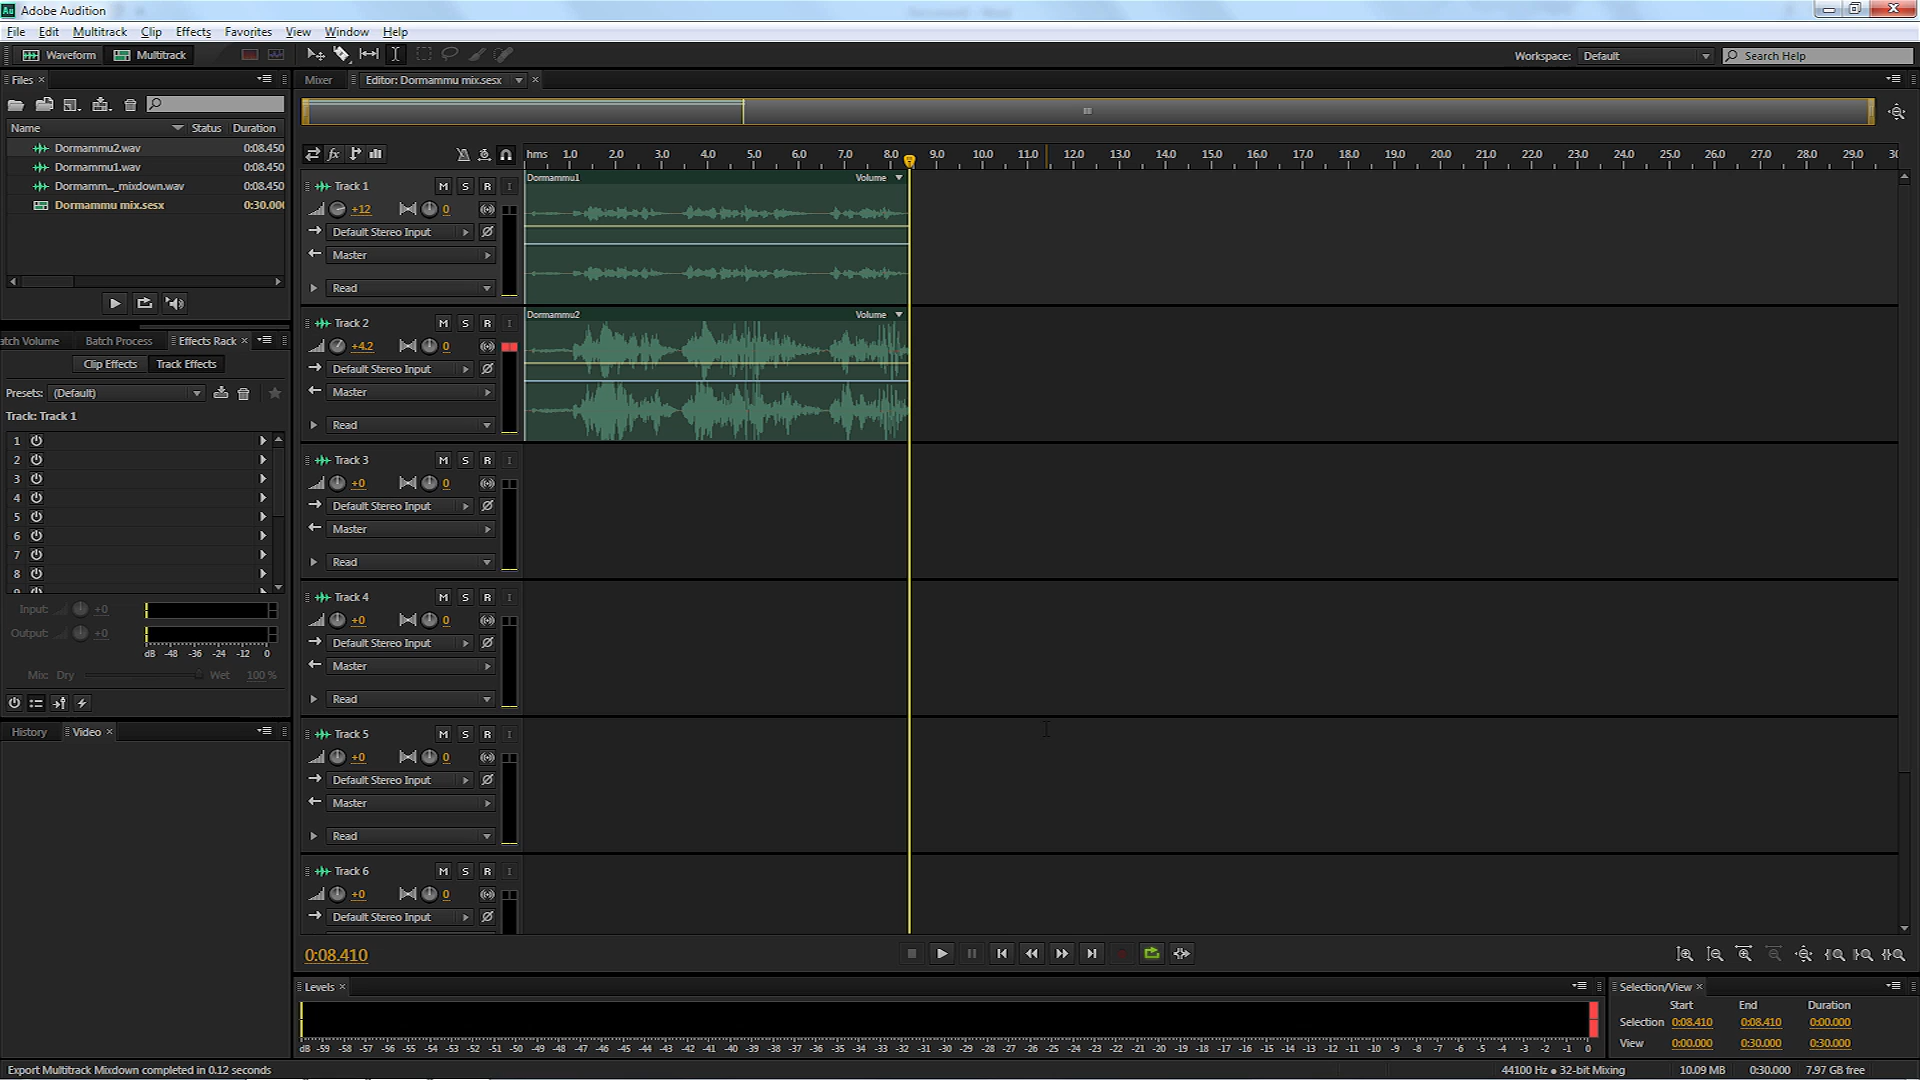 Adobe Audition
File Edit Multitrack Clip Effects Favorites View Window Help
Waveform Multitrack
Workspace: Default Search Help
Files Mixer Editor: Dormammu mix.sesx
Name Status Duration
Dormammu2.wav 0:08.450
Dormammu1.wav 0:08.450
Dormamm..._mixdown.wav 0:08.450
Dormammu mix.sesx 0:30.000
hms 1.0 2.0 3.0 4.0 5.0 6.0 7.0 8.0 9.0 10.0 11.0 12.0 13.0 14.0 15.0 16.0 17.0 18.0 19.0 20.0 21.0 22.0 23.0 24.0 25.0 26.0 27.0 28.0 29.0 30
Track 1 M S R I
+12 0
Default Stereo Input
Master
Read
Dormammu1 Volume
Track 2 M S R I
+4.2 0
Default Stereo Input
Master
Read
Dormammu2 Volume
Track 3 M S R I
+0 0
Default Stereo Input
Master
Read
Track 4 M S R I
+0 0
Default Stereo Input
Master
Read
Track 5 M S R I
+0 0
Default Stereo Input
Master
Read
Track 6 M S R I
+0 0
Default Stereo Input
atch Volume Batch Process Effects Rack
Clip Effects Track Effects
Presets: (Default)
Track: Track 1
1
2
3
4
5
6
7
8
9
Input: +0
Output: +0
dB -48 -36 -24 -12 0
Mix: Dry Wet 100 %
History Video
0:08.410
Levels
dB -59 -58 -57 -56 -55 -54 -53 -52 -51 -50 -49 -48 -47 -46 -45 -44 -43 -42 -41 -40 -39 -38 -37 -36 -35 -34 -33 -32 -31 -30 -29 -28 -27 -26 -25 -24 -23 -22 -21 -20 -19 -18 -17 -16 -15 -14 -13 -12 -11 -10 -9 -8 -7 -6 -5 -4 -3 -2 -1 0
Selection/View
Start End Duration
Selection 0:08.410 0:08.410 0:00.000
View 0:00.000 0:30.000 0:30.000
Export Multitrack Mixdown completed in 0.12 seconds
44100 Hz ● 32-bit Mixing 10.09 MB 0:30.000 7.97 GB free